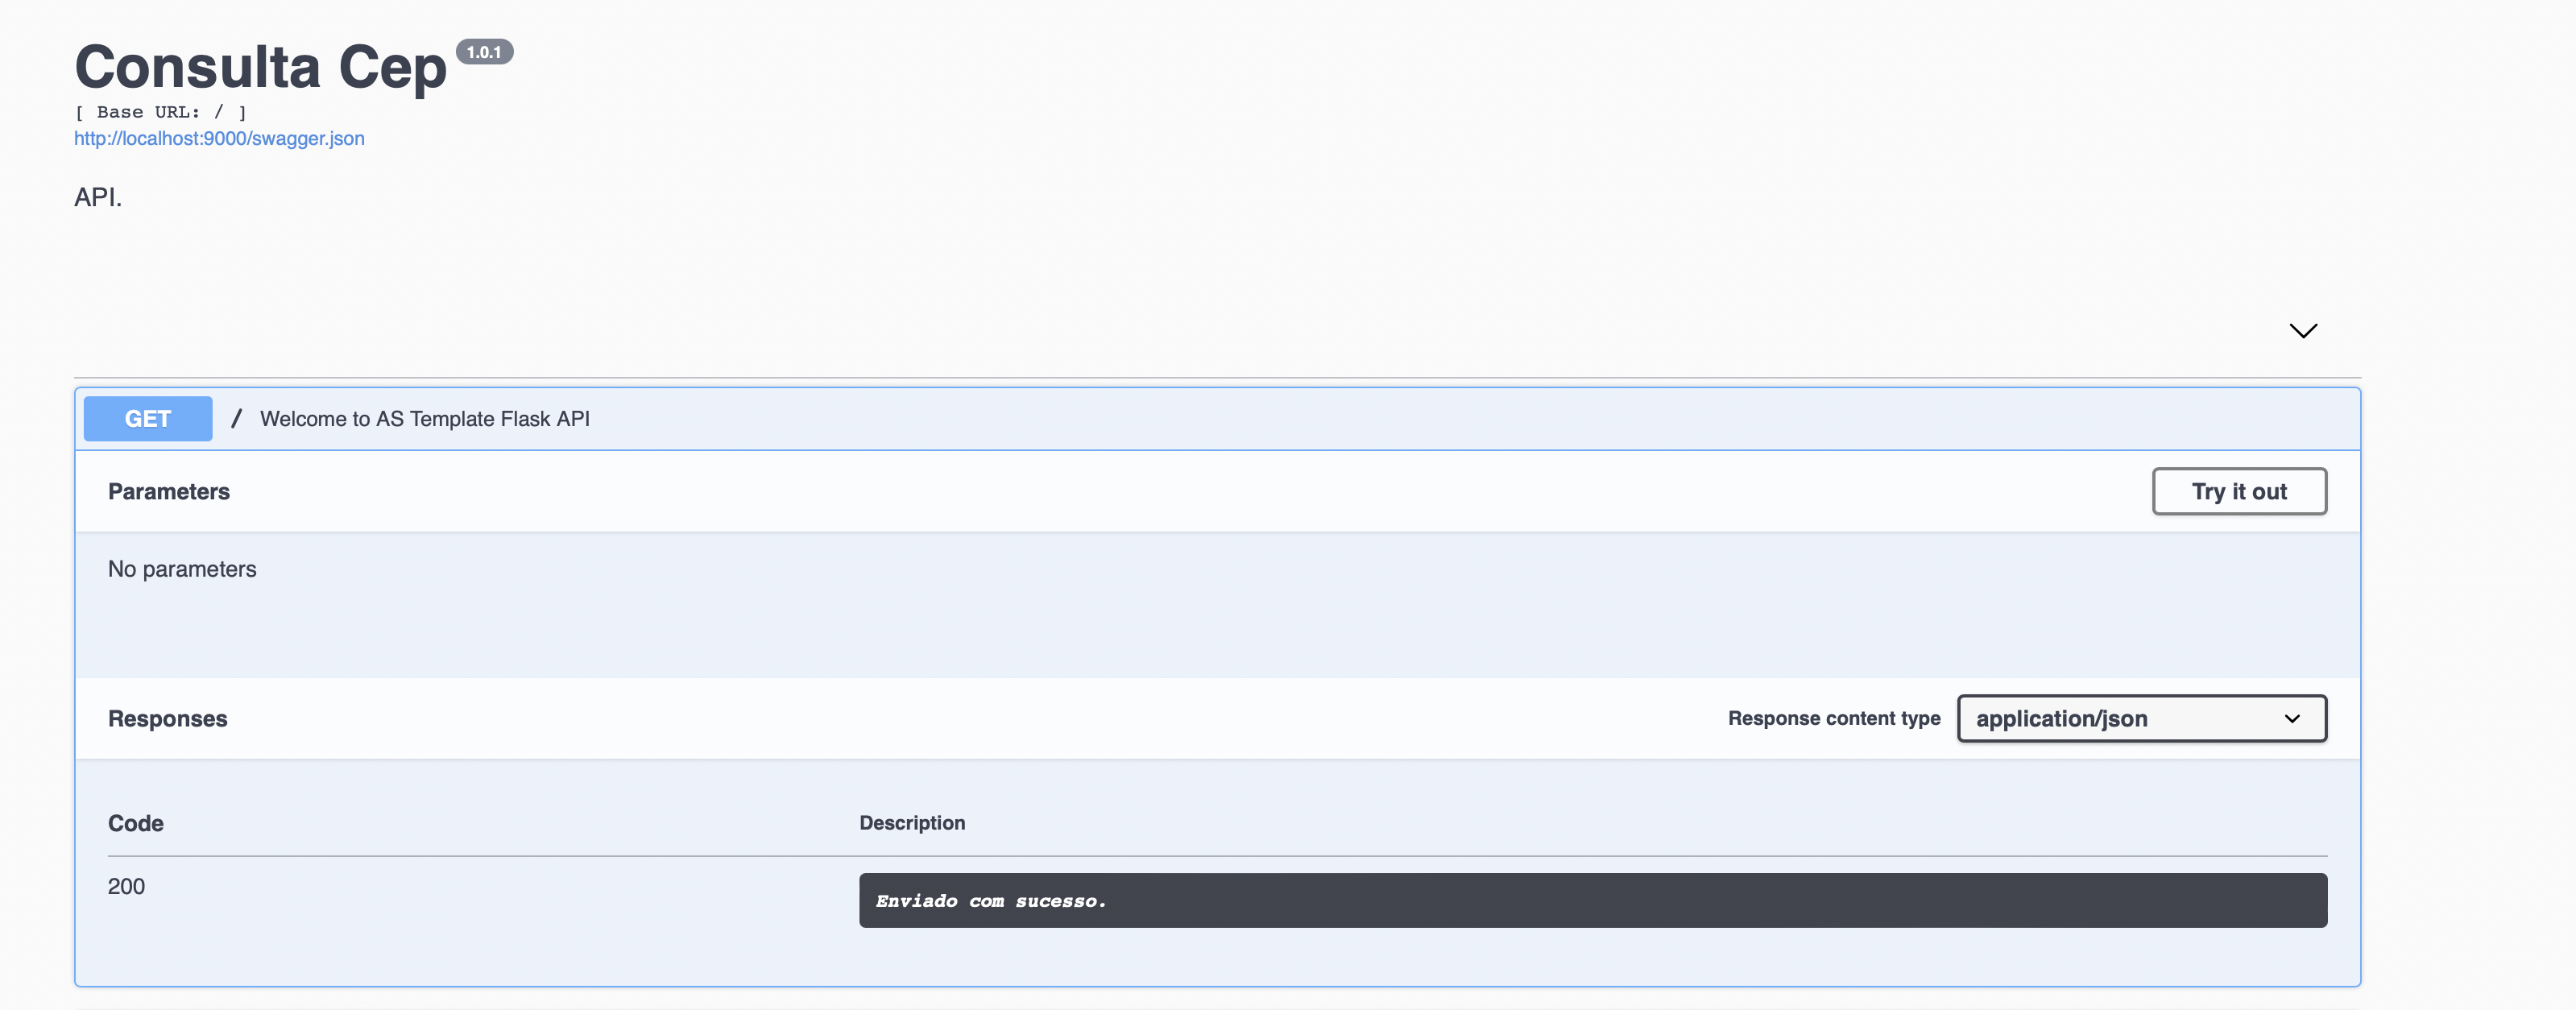 Consulta Cep 1.0.1
[ Base URL: / ]
http://localhost:9000/swagger.json
API.
GET / Welcome to AS Template Flask API
Parameters Try it out
No parameters
Responses Response content type application/json
Code Description
200 Enviado com sucesso.